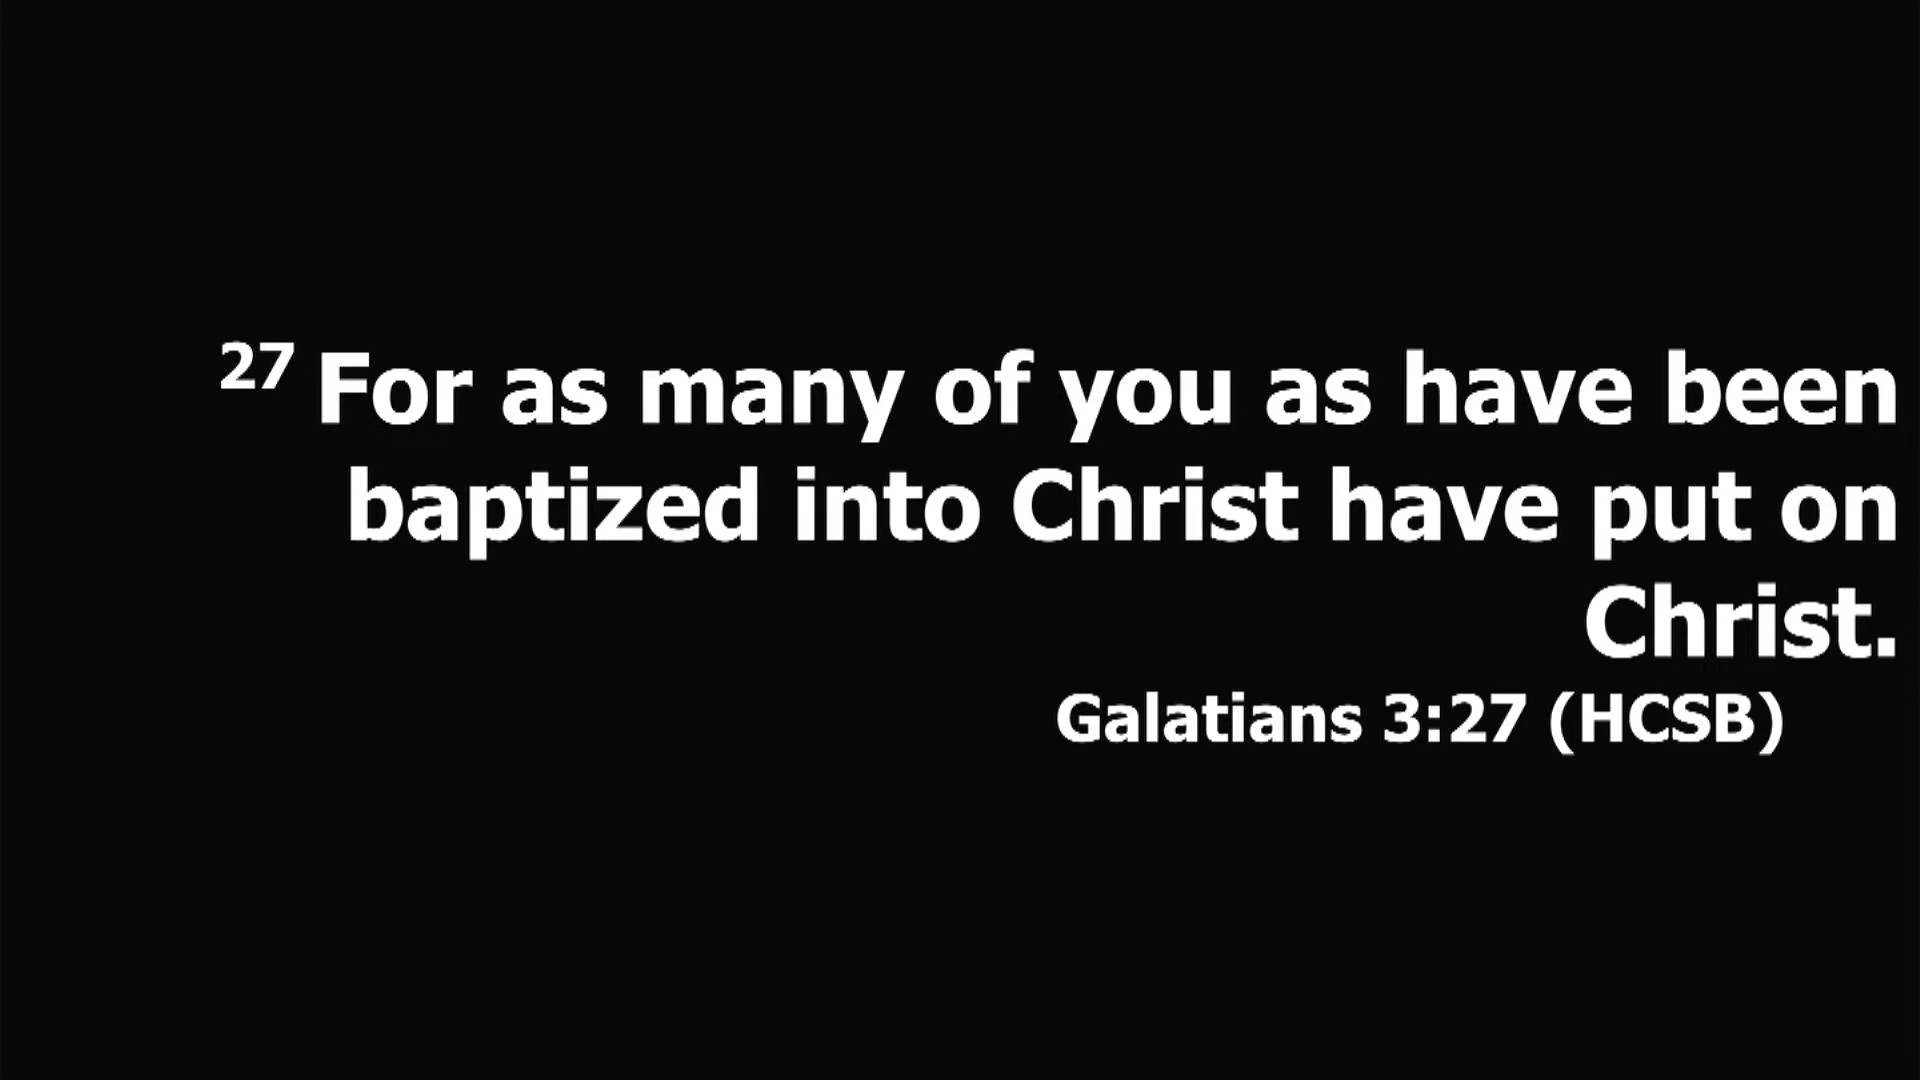 27 For as many of you as have been
baptized into Christ have put on
Christ.
Galatians 3:27 (HCSB)